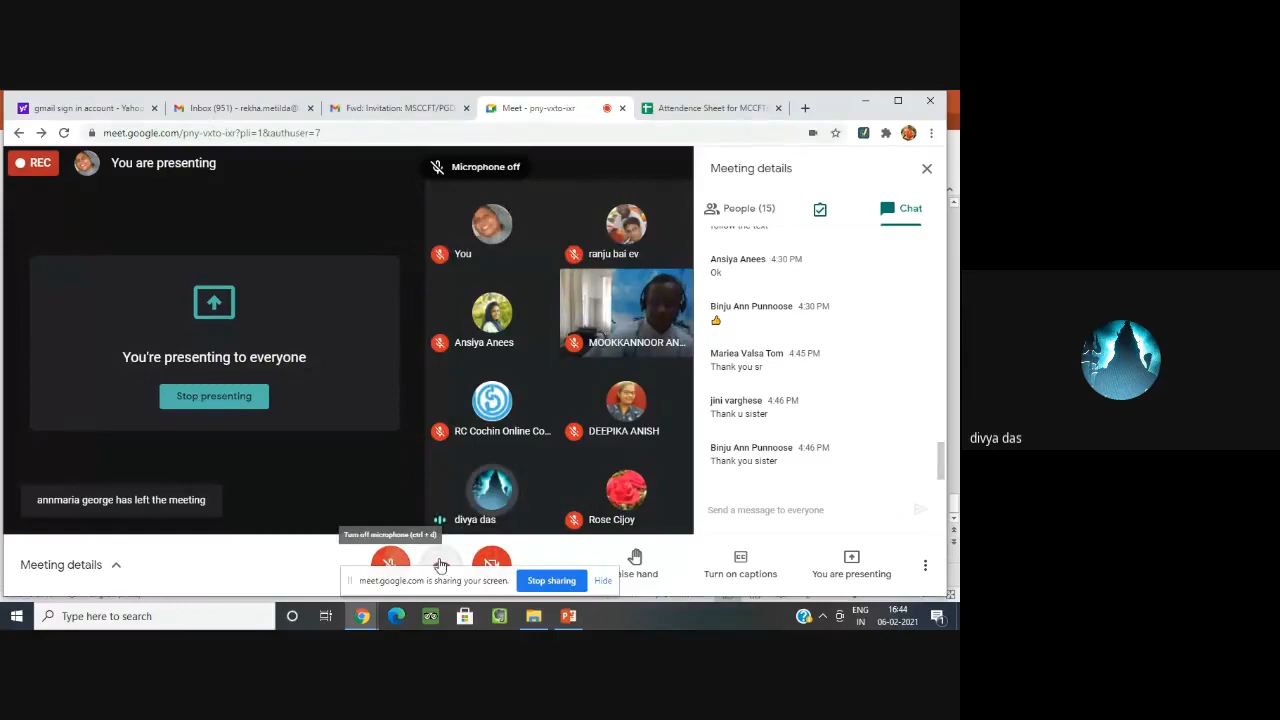 gmail sign in account - Yahoo
Inbox (951) - rekha.metilda@
Fwd: Invitation: MSCCFT/PGD
Meet - pny-vxto-ixr
Attendence Sheet for MCCFT
meet.google.com/pny-vxto-ixr?pli=1&authuser=7
REC
You are presenting
Microphone off
Meeting details
People (15)
Chat
follow the text
You
ranju bai ev
Ansiya Anees 4:30 PM
Ok
You're presenting to everyone
Stop presenting
Ansiya Anees
MOOKKANNOOR AN...
Binju Ann Punnoose 4:30 PM
👍
Mariea Valsa Tom 4:45 PM
Thank you sr
RC Cochin Online Co...
DEEPIKA ANISH
jini varghese 4:46 PM
Thank u sister
divya das
Binju Ann Punnoose 4:46 PM
Thank you sister
annmaria george has left the meeting
divya das
Rose Cijoy
Send a message to everyone
Turn off microphone (ctrl + d)
Meeting details
meet.google.com is sharing your screen.
Stop sharing
Hide
aise hand
Turn on captions
You are presenting
Type here to search
ENG
IN
16:44
06-02-2021
1